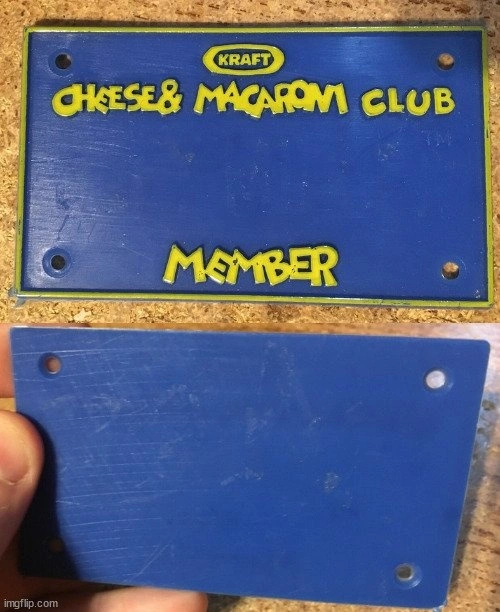 KRAFT
CHEESE & MACARONI CLUB
MEMBER
imgflip.com